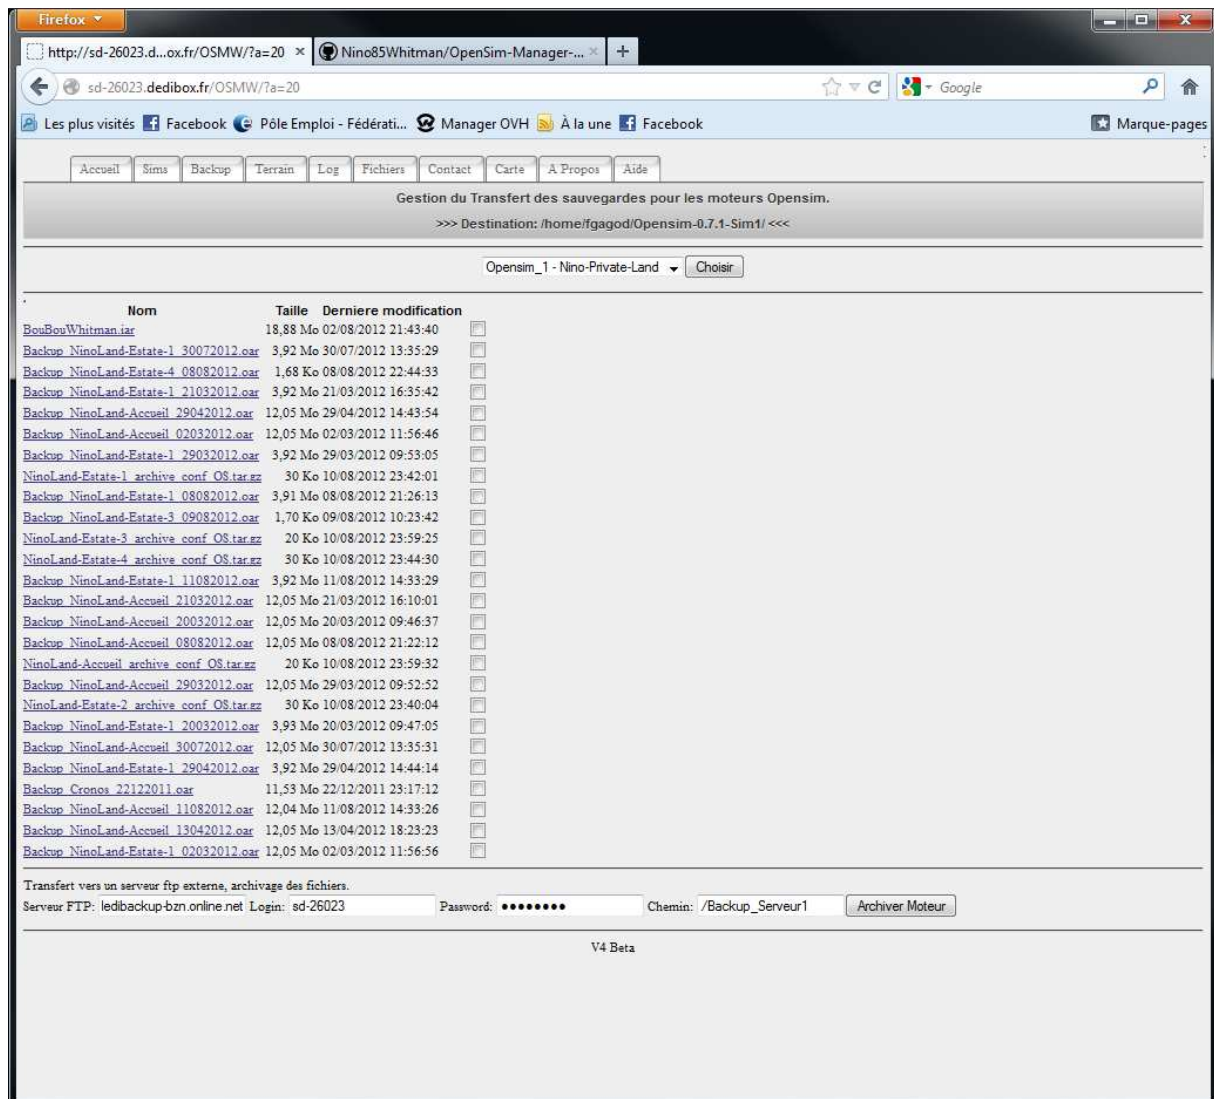 Firefox
http://sd-26023.d...ox.fr/OSMW/?a=20 × Nino85Whitman/OpenSim-Manager-... × +
sd-26023.dedibox.fr/OSMW/?a=20 Google
Les plus visités Facebook Pôle Emploi - Fédérati... Manager OVH À la une Facebook Marque-pages
Accueil Sims Backup Terrain Log Fichiers Contact Carte A Propos Aide
Gestion du Transfert des sauvegardes pour les moteurs Opensim.
>>> Destination: /home/fgagod/Opensim-0.7.1-Sim1/ <<<
Opensim_1 - Nino-Private-Land Choisir
Nom Taille Derniere modification
BouBouWhitman.iar 18,88 Mo 02/08/2012 21:43:40
Backup_NinoLand-Estate-1_30072012.oar 3,92 Mo 30/07/2012 13:35:29
Backup_NinoLand-Estate-4_08082012.oar 1,68 Ko 08/08/2012 22:44:33
Backup_NinoLand-Estate-1_21032012.oar 3,92 Mo 21/03/2012 16:35:42
Backup_NinoLand-Accueil_29042012.oar 12,05 Mo 29/04/2012 14:43:54
Backup_NinoLand-Accueil_02032012.oar 12,05 Mo 02/03/2012 11:56:46
Backup_NinoLand-Estate-1_29032012.oar 3,92 Mo 29/03/2012 09:53:05
NinoLand-Estate-1_archive_conf_OS.tar.gz 30 Ko 10/08/2012 23:42:01
Backup_NinoLand-Estate-1_08082012.oar 3,91 Mo 08/08/2012 21:26:13
Backup_NinoLand-Estate-3_09082012.oar 1,70 Ko 09/08/2012 10:23:42
NinoLand-Estate-3_archive_conf_OS.tar.gz 20 Ko 10/08/2012 23:59:25
NinoLand-Estate-4_archive_conf_OS.tar.gz 30 Ko 10/08/2012 23:44:30
Backup_NinoLand-Estate-1_11082012.oar 3,92 Mo 11/08/2012 14:33:29
Backup_NinoLand-Accueil_21032012.oar 12,05 Mo 21/03/2012 16:10:01
Backup_NinoLand-Accueil_20032012.oar 12,05 Mo 20/03/2012 09:46:37
Backup_NinoLand-Accueil_08082012.oar 12,05 Mo 08/08/2012 21:22:12
NinoLand-Accueil_archive_conf_OS.tar.gz 20 Ko 10/08/2012 23:59:32
Backup_NinoLand-Accueil_29032012.oar 12,05 Mo 29/03/2012 09:52:52
NinoLand-Estate-2_archive_conf_OS.tar.gz 30 Ko 10/08/2012 23:40:04
Backup_NinoLand-Estate-1_20032012.oar 3,93 Mo 20/03/2012 09:47:05
Backup_NinoLand-Accueil_30072012.oar 12,05 Mo 30/07/2012 13:35:31
Backup_NinoLand-Estate-1_29042012.oar 3,92 Mo 29/04/2012 14:44:14
Backup_Cronos_22122011.oar 11,53 Mo 22/12/2011 23:17:12
Backup_NinoLand-Accueil_11082012.oar 12,04 Mo 11/08/2012 14:33:26
Backup_NinoLand-Accueil_13042012.oar 12,05 Mo 13/04/2012 18:23:23
Backup_NinoLand-Estate-1_02032012.oar 12,05 Mo 02/03/2012 11:56:56
Transfert vers un serveur ftp externe, archivage des fichiers.
Serveur FTP: ledibackup-bzn.online.net Login: sd-26023 Password: ●●●●●●●● Chemin: /Backup_Serveur1 Archiver Moteur
V4 Beta